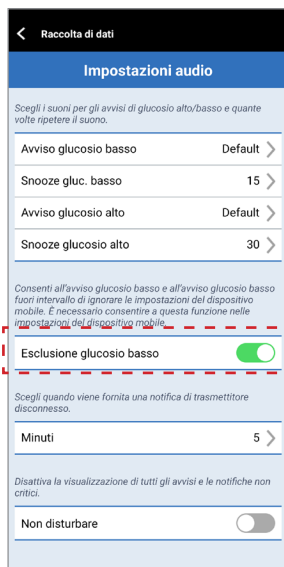 Raccolta di dati
Impostazioni audio
Scegli i suoni per gli avvisi di glucosio alto/basso e quante
volte ripetere il suono.
Avviso glucosio basso Default
Snooze gluc. basso 15
Avviso glucosio alto Default
Snooze glucosio alto 30
Consenti all'avviso glucosio basso e all'avviso glucosio basso
fuori intervallo di ignorare le impostazioni del dispositivo
mobile. È necessario consentire a questa funzione nelle
impostazioni del dispositivo mobile.
Esclusione glucosio basso
Scegli quando viene fornita una notifica di trasmettitore
disconnesso.
Minuti 5
Disattiva la visualizzazione di tutti gli avvisi e le notifiche non
critici.
Non disturbare